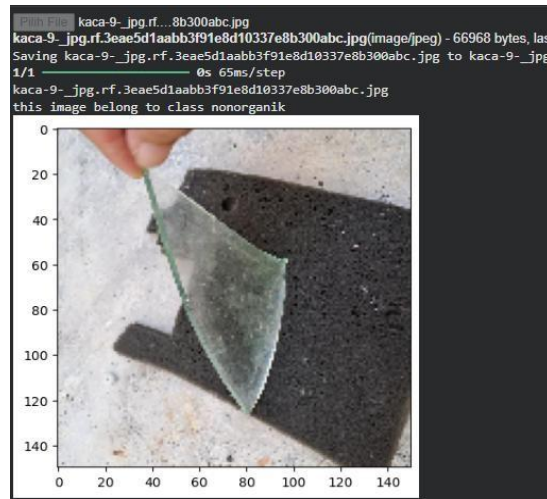 Pilih File kaca-9-_jpg.rf....8b300abc.jpg
kaca-9-_jpg.rf.3eae5d1aabb3f91e8d10337e8b300abc.jpg(image/jpeg) - 66968 bytes, las
Saving kaca-9-_jpg.rf.3eae5d1aabb3f91e8d10337e8b300abc.jpg to kaca-9-_jpg
1/1 0s 65ms/step
kaca-9-_jpg.rf.3eae5d1aabb3f91e8d10337e8b300abc.jpg
this image belong to class nonorganik
0
20
40
60
80
100
120
140
0 20 40 60 80 100 120 140